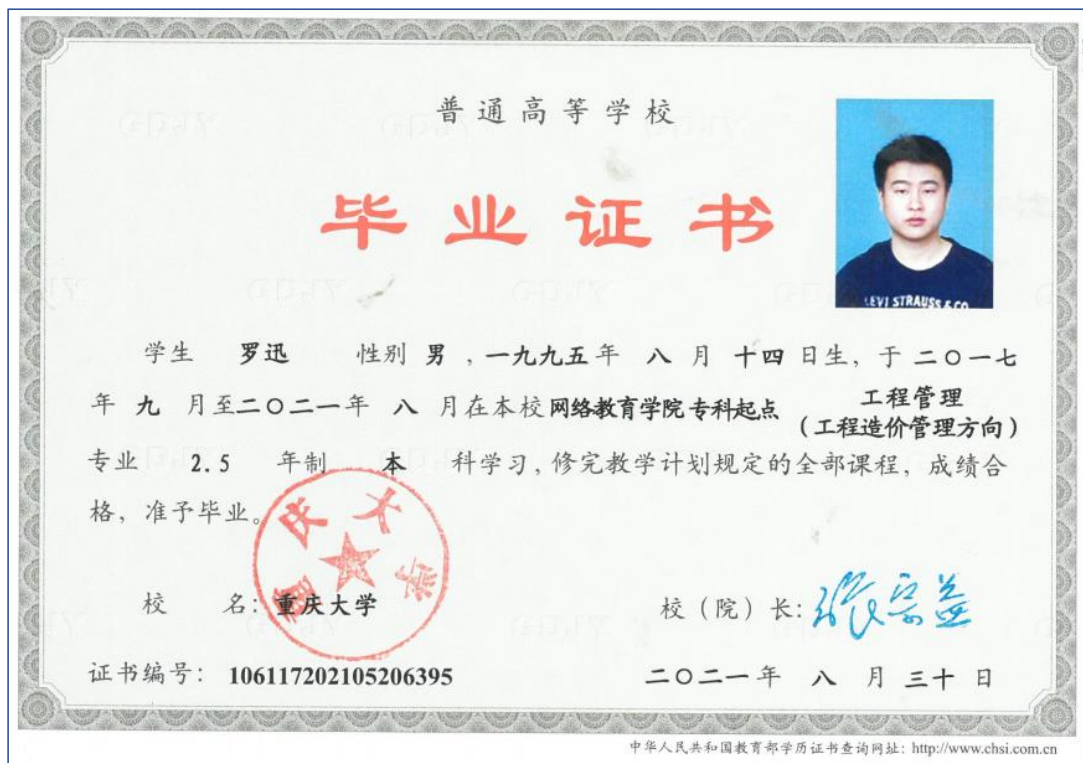 普通高等学校
毕业证书
LEVI STRAUSS & CO
学生 罗迅 性别 男 ，一九九五年 八 月 十四 日生，于 二〇一七
年 九 月至二〇二一年 八 月在本校 网络教育学院 专科起点 工程管理
（工程造价管理方向）
专业 2.5 年制 本 科学习，修完教学计划规定的全部课程，成绩合
格，准予毕业。
重庆大学
校 名：重庆大学 校（院）长：张宗益
证书编号：106117202105206395 二〇二一年 八 月 三十 日
中华人民共和国教育部学历证书查询网址：http://www.chsi.com.cn